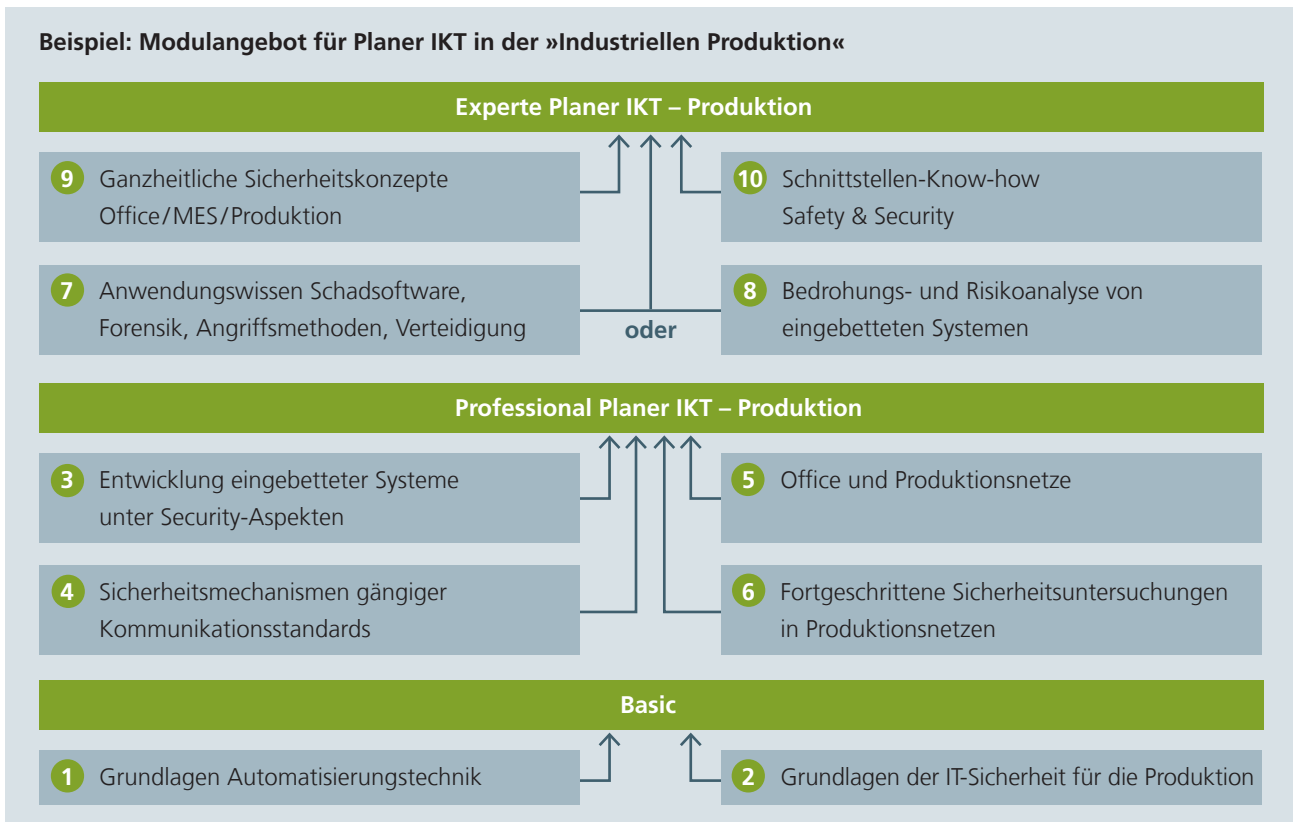 Beispiel: Modulangebot für Planer IKT in der »Industriellen Produktion«
Experte Planer IKT – Produktion
9 Ganzheitliche Sicherheitskonzepte
Office/MES/Produktion
10 Schnittstellen-Know-how
Safety & Security
7 Anwendungswissen Schadsoftware,
Forensik, Angriffsmethoden, Verteidigung
oder
8 Bedrohungs- und Risikoanalyse von
eingebetteten Systemen
Professional Planer IKT – Produktion
3 Entwicklung eingebetteter Systeme
unter Security-Aspekten
5 Office und Produktionsnetze
4 Sicherheitsmechanismen gängiger
Kommunikationsstandards
6 Fortgeschrittene Sicherheitsuntersuchungen
in Produktionsnetzen
Basic
1 Grundlagen Automatisierungstechnik
2 Grundlagen der IT-Sicherheit für die Produktion